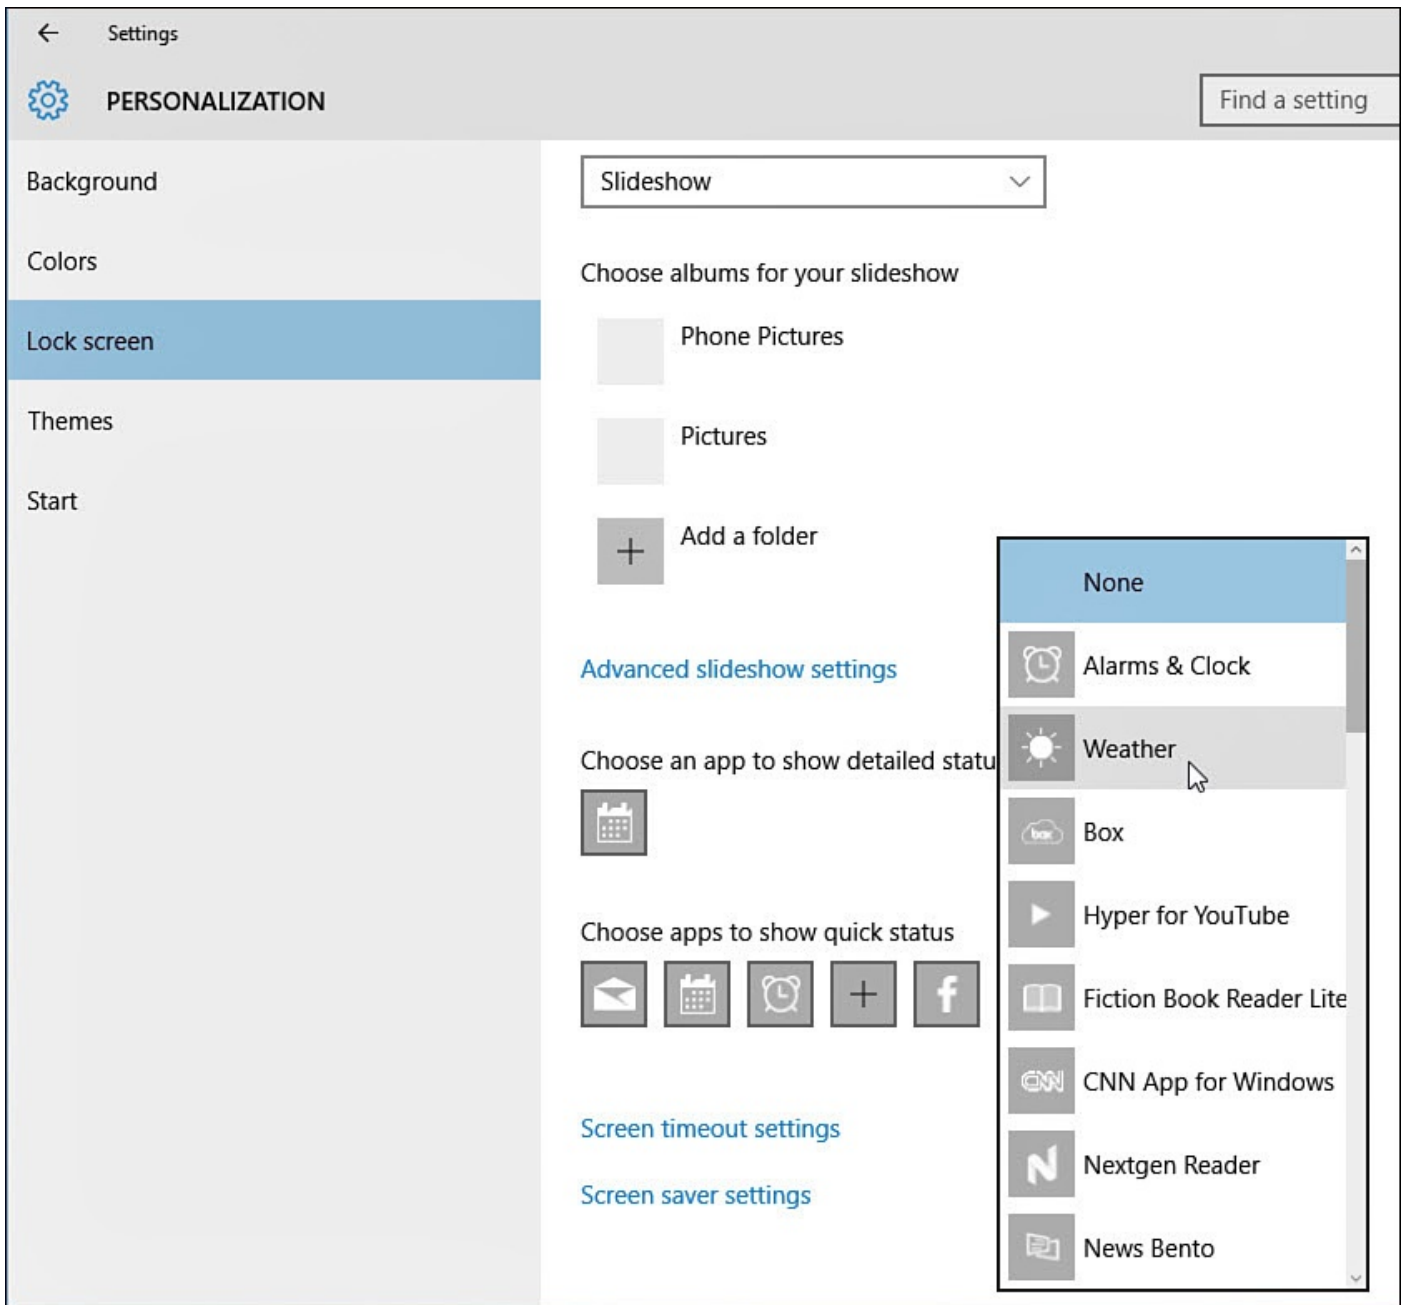 Settings
PERSONALIZATION
Find a setting
Background
Colors
Lock screen
Themes
Start
Slideshow
Choose albums for your slideshow
Phone Pictures
Pictures
Add a folder
Advanced slideshow settings
Choose an app to show detailed statu
Choose apps to show quick status
f
Screen timeout settings
Screen saver settings
None
Alarms & Clock
Weather
box
Box
Hyper for YouTube
Fiction Book Reader Lite
CNN
CNN App for Windows
N
Nextgen Reader
News Bento